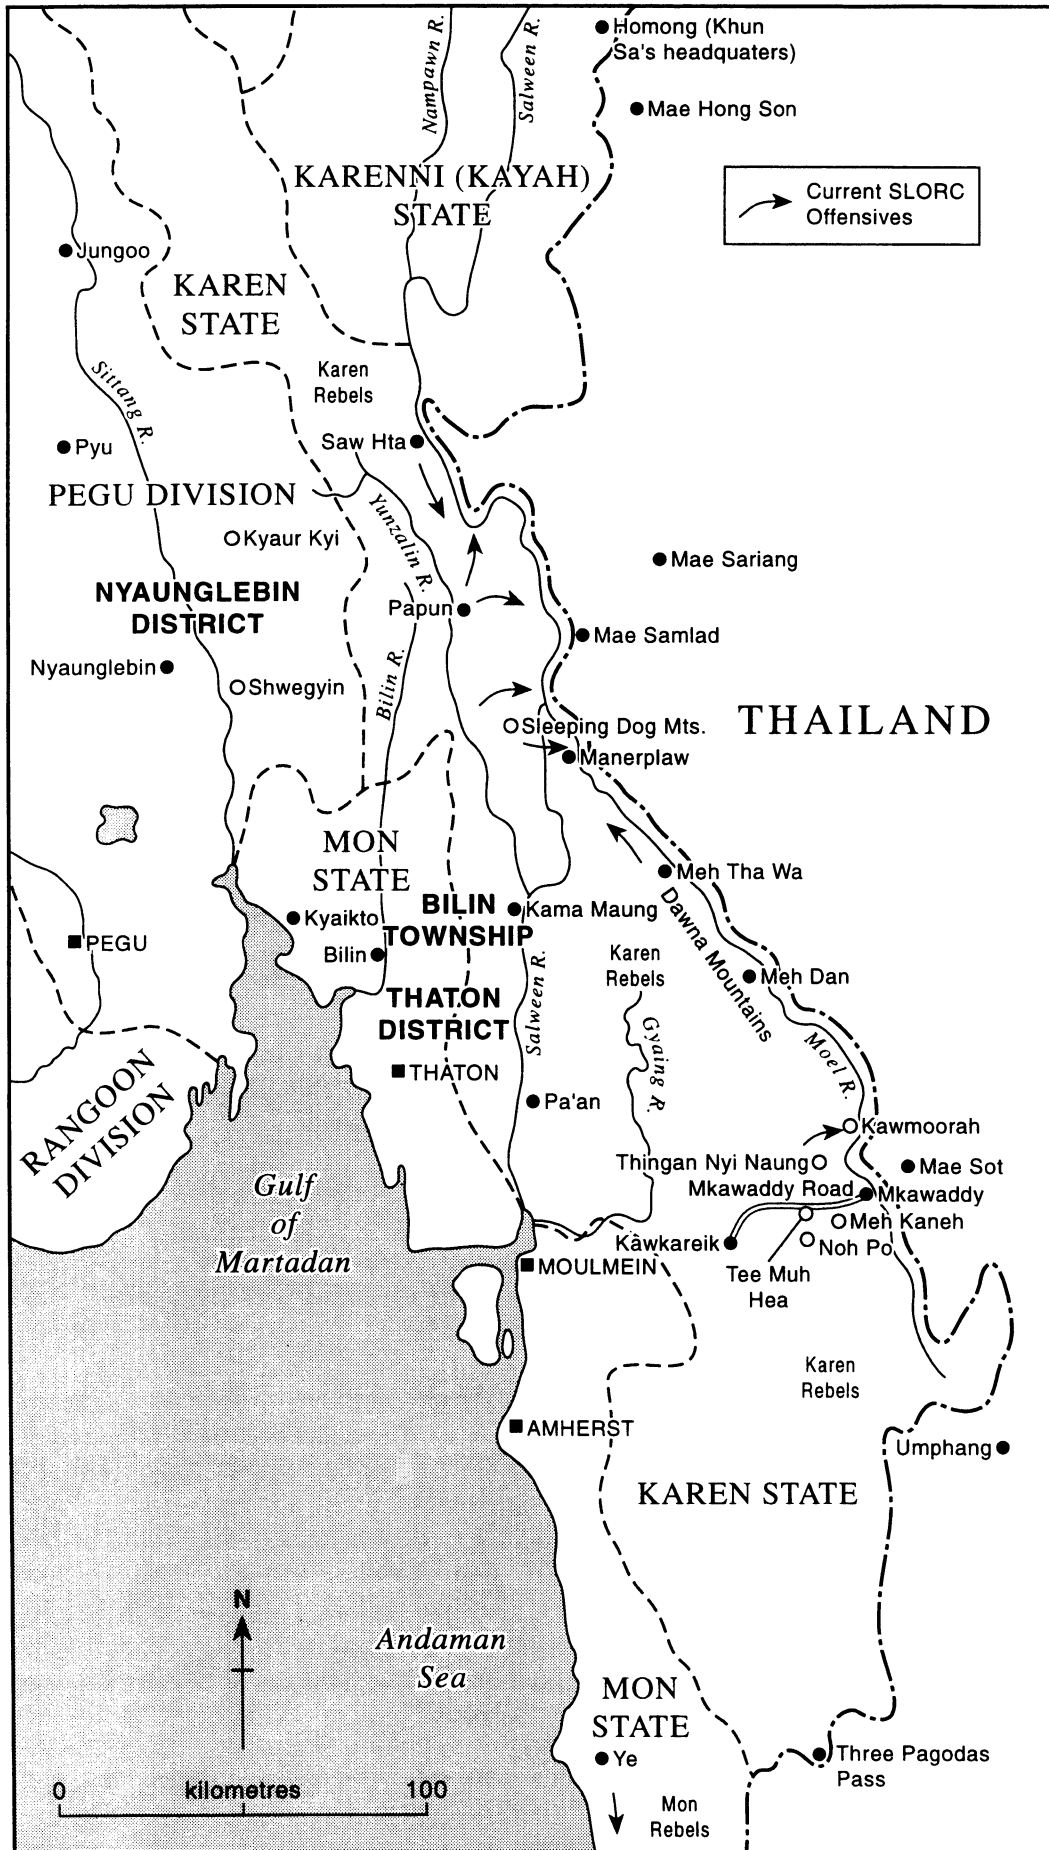 Nampawn R.
Salween R.
Homong (Khun
Sa's headquaters)
Mae Hong Son
KARENNI (KAYAH)
STATE
Current SLORC
Offensives
Jungoo
KAREN
STATE
Karen
Rebels
Sittang R.
Saw Hta
Pyu
PEGU DIVISION
Yunzalin R.
Kyaur Kyi
Mae Sariang
NYAUNGLEBIN
DISTRICT
Papun
Mae Samlad
Nyaunglebin
Shwegyin
Bilin R.
Sleeping Dog Mts.
THAILAND
Manerplaw
MON
STATE
Meh Tha Wa
BILIN
TOWNSHIP
Kama Maung
Kyaikto
PEGU
Bilin
Karen
Rebels
Dawna Mountains
Meh Dan
THATON
DISTRICT
Salween R.
Gyaing R.
Moel R.
THATON
RANGOON
DIVISION
Pa'an
Kawmoorah
Thingan Nyi Naung
Mae Sot
Mkawaddy Road
Mkawaddy
Gulf
of
Martadan
Meh Kaneh
Kawkareik
Noh Po
MOULMEIN
Tee Muh
Hea
Karen
Rebels
AMHERST
Umphang
KAREN STATE
N
Andaman
Sea
MON
STATE
Ye
Three Pagodas
Pass
0 kilometres 100
Mon
Rebels